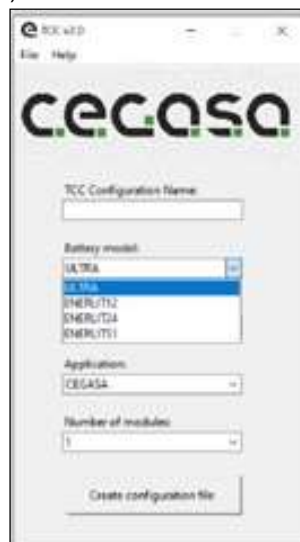 )
TCC v2.0
File Help
cegasa
TCC Configuration Name:
Battery model:
ULTRA
ULTRA
ENERLIT12
ENERLIT24
ENERLIT51
Application:
CEGASA
Number of modules:
1
Create configuration file